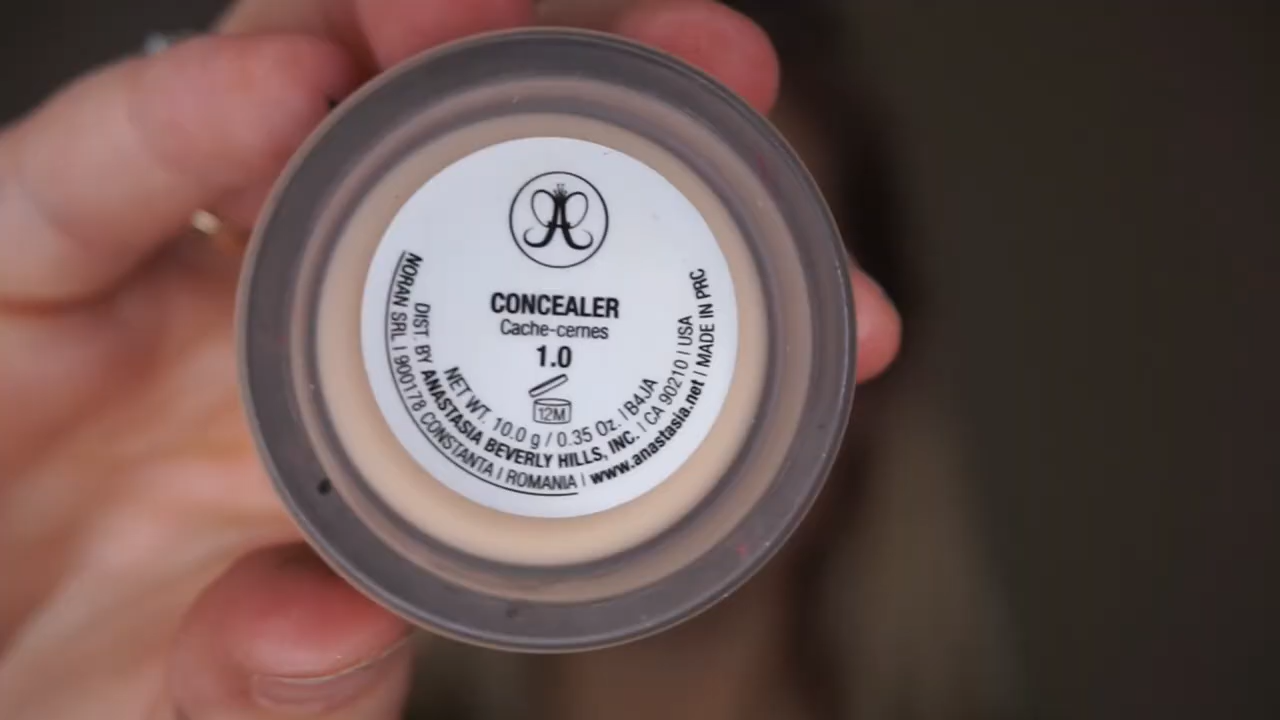 CONCEALER
Cache-cernes
1.0
12M
NET WT. 10.0 g / 0.35 Oz. | B4JA
DIST. BY ANASTASIA BEVERLY HILLS, INC. | CA 90210 | USA
NORAN SRL | 900178 CONSTANTA | ROMANIA | www.anastasia.net | MADE IN PRC